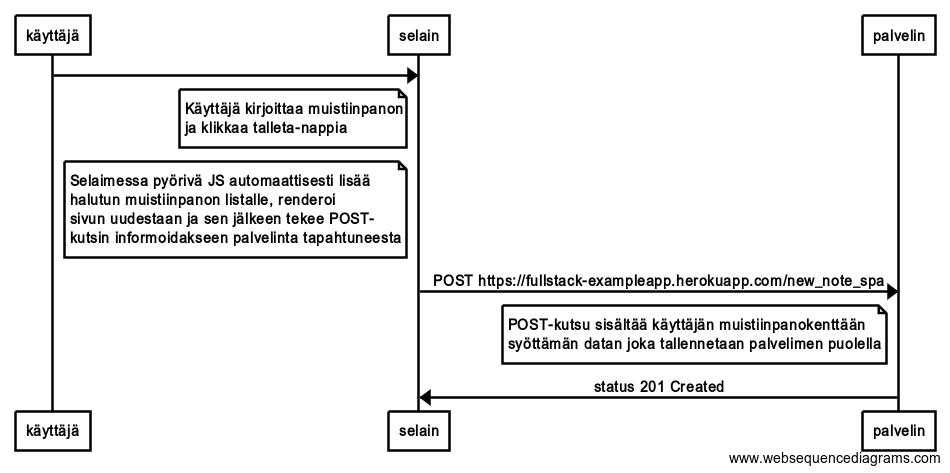 käyttäjä
selain
palvelin
Käyttäjä kirjoittaa muistiinpanon
ja klikkaa talleta-nappia
Selaimessa pyörivä JS automaattisesti lisää
halutun muistiinpanon listalle, renderoi
sivun uudestaan ja sen jälkeen tekee POST-
kutsin informoidakseen palvelinta tapahtuneesta
POST https://fullstack-exampleapp.herokuapp.com/new_note_spa
POST-kutsu sisältää käyttäjän muistiinpanokenttään
syöttämän datan joka tallennetaan palvelimen puolella
status 201 Created
käyttäjä
selain
palvelin
www.websequencediagrams.com